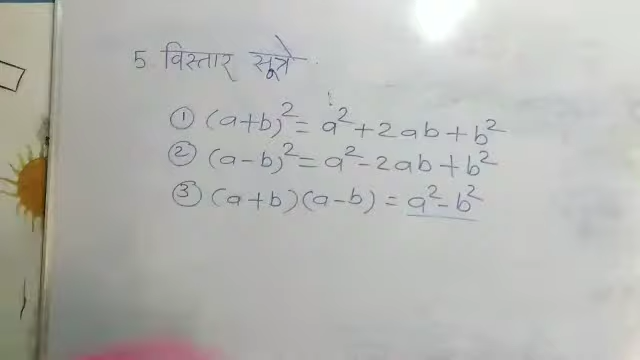 5 विस्तार सूत्रे
① (a+b)² = a² + 2ab + b²
② (a-b)² = a² - 2ab + b²
③ (a+b)(a-b) = a² - b²